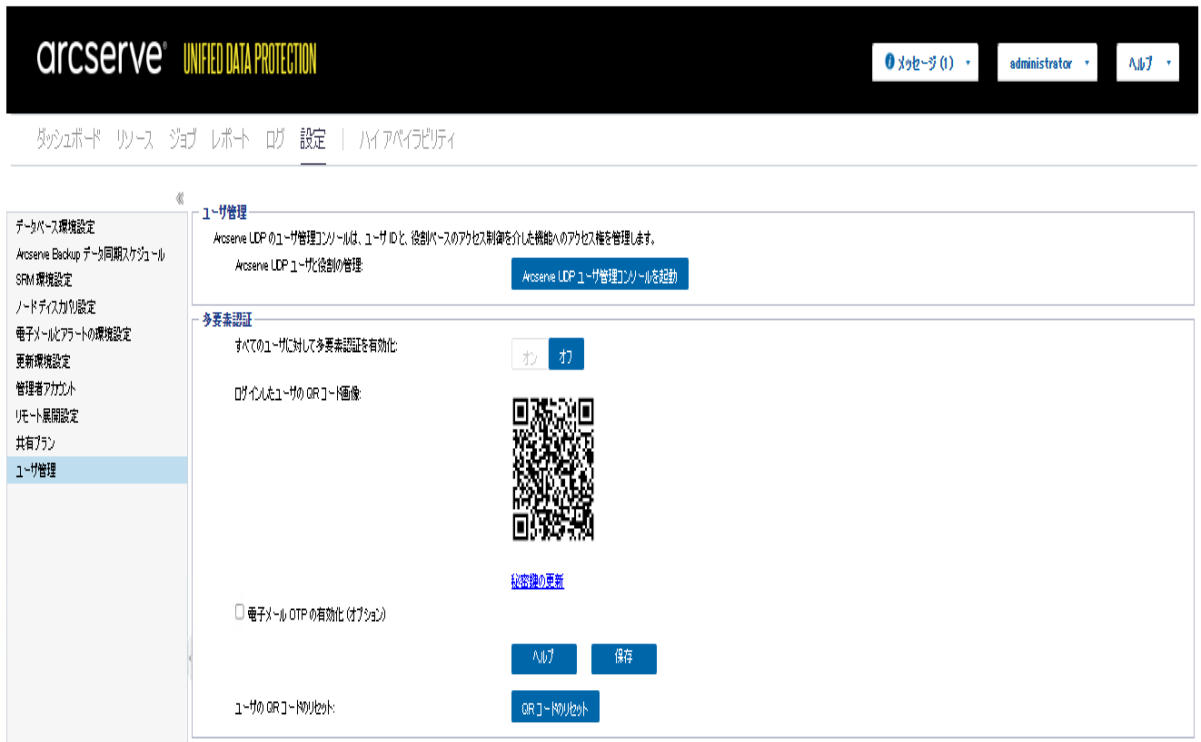 arcserve® UNIFIED DATA PROTECTION
メッセージ (1) administrator ヘルプ
ダッシュボード リソース ジョブ レポート ログ 設定 | ハイ アベイラビリティ
データベース環境設定
Arcserve Backup データ同期スケジュール
SRM 環境設定
ノード ディスカバリ設定
電子メールとアラートの環境設定
更新環境設定
管理者アカウント
リモート展開設定
共有プラン
ユーザ管理
ユーザ管理
Arcserve UDP のユーザ管理コンソールは、ユーザ ID と、役割ベースのアクセス制御を介した機能へのアクセス権を管理します。
Arcserve UDP ユーザと役割の管理: Arcserve UDP ユーザ管理コンソールを起動
多要素認証
すべてのユーザに対して多要素認証を有効化: オン オフ
ログインしたユーザの QR コード画像:
秘密鍵の更新
電子メール OTP の有効化 (オプション)
ヘルプ 保存
ユーザの QR コードのリセット: QR コードのリセット